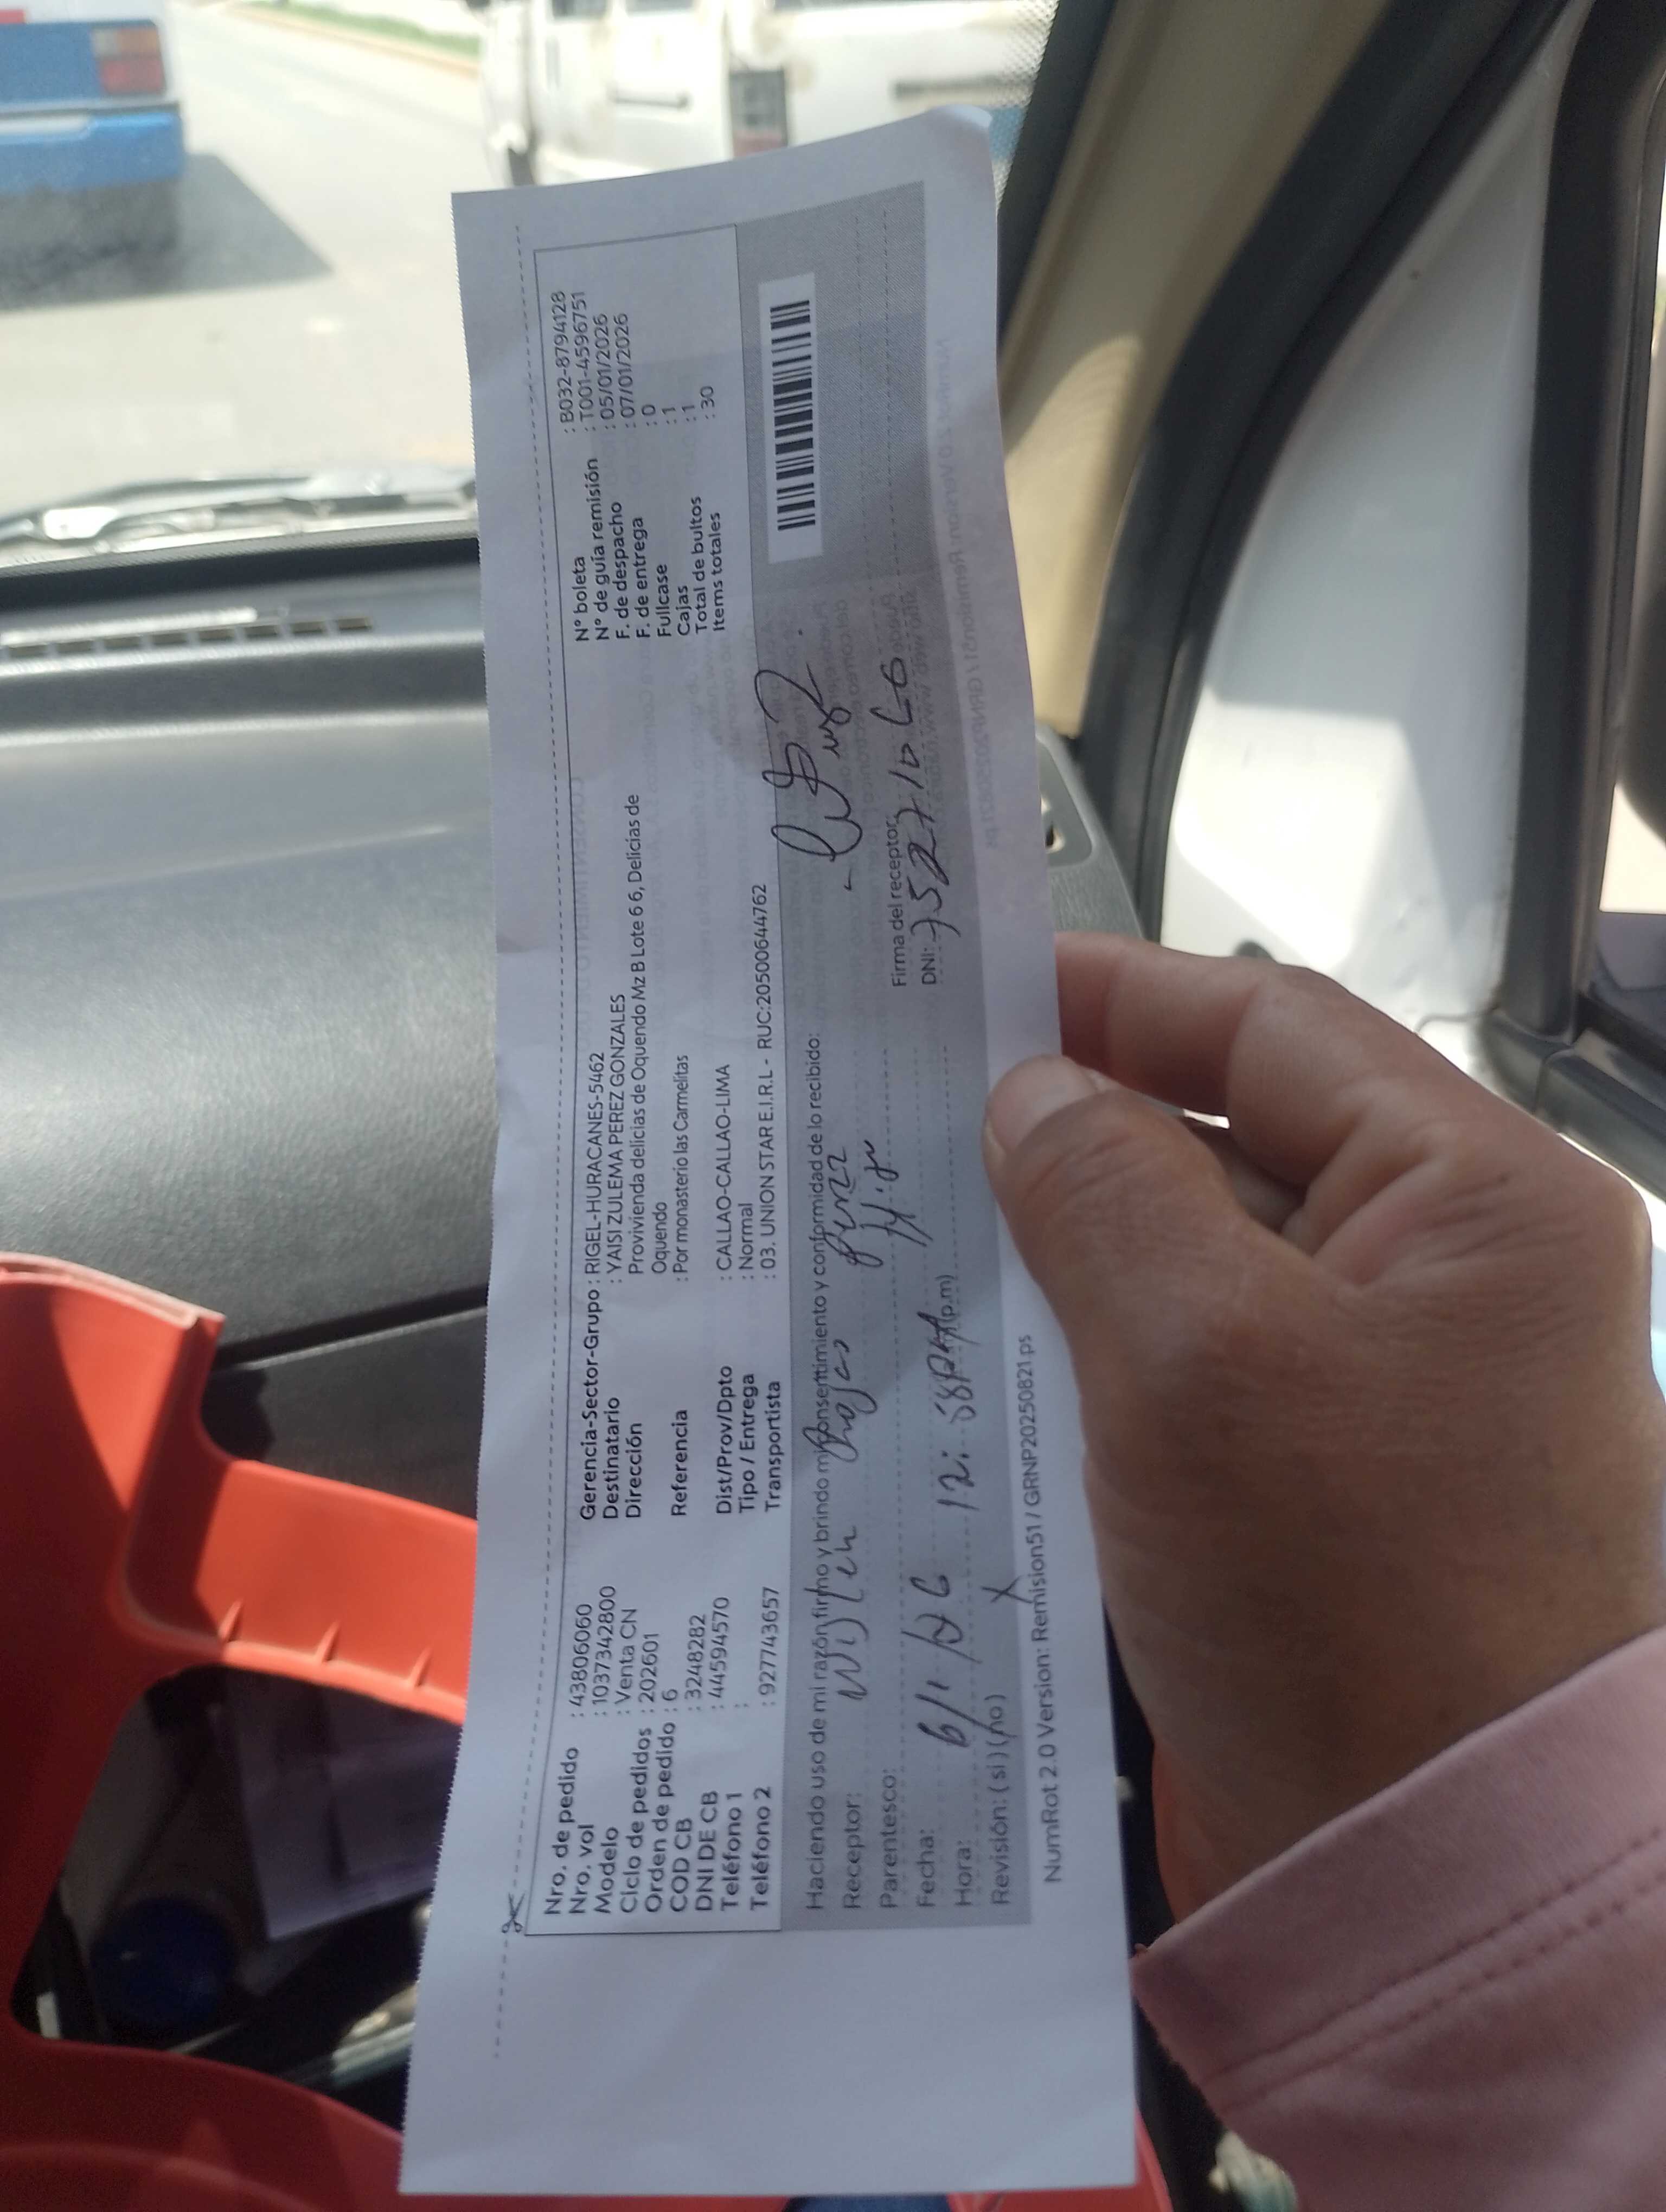 Nro. de pedido : 43806060
Nro. vol : 1037342800
Modelo : Venta CN
Ciclo de pedidos : 202601
Orden de pedido : 6
COD CB : 3248282
DNI DE CB : 44594570
Teléfono 1 :
Teléfono 2 : 927743657
Gerencia-Sector-Grupo : RIGEL-HURACANES-5462
Destinatario : YAISI ZULEMA PEREZ GONZALES
Dirección Provivienda delicias de Oquendo Mz B Lote 6 6, Delicias de
Oquendo
Referencia : Por monasterio las Carmelitas
Dist/Prov/Dpto : CALLAO-CALLAO-LIMA
Tipo / Entrega : Normal
Transportista : 03. UNION STAR E.I.R.L - RUC:20500644762
N° boleta : B032-8794128
N° de guía remisión : T001-4596751
F. de despacho : 05/01/2026
F. de entrega : 07/01/2026
Fullcase : 0
Cajas : 1
Total de bultos : 1
Items totales : 30
Haciendo uso de mi razón firmo y brindo mi consentimiento y conformidad de lo recibido:
Receptor: Rojas
Parentesco: Hijo
Fecha: 6/1
Hora: 12: (p.m)
Revisión: ( si ) ( no ) X
Firma del receptor:
DNI:
NumRot 2.0 Version: Remision51 / GRNP20250821.ps